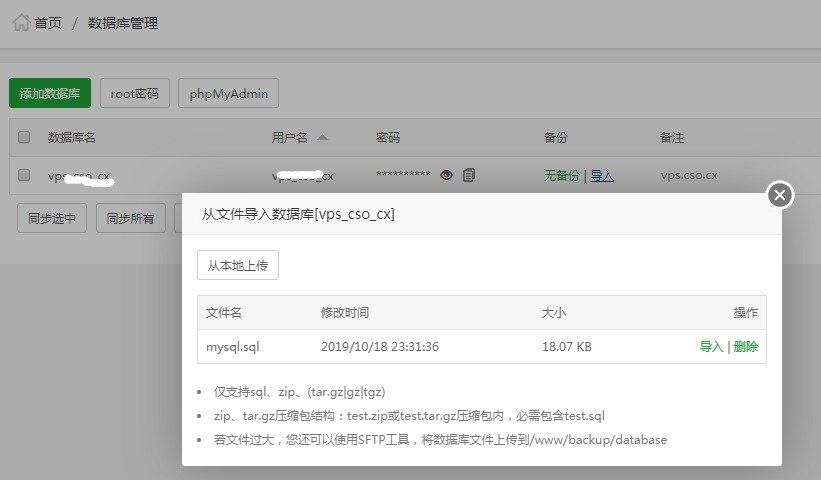 首页 / 数据库管理
添加数据库 root密码 phpMyAdmin
数据库名 用户名 密码 备份 备注
********** 无备份 | 导入 vps.cso.cx
同步选中 同步所有
从文件导入数据库[vps_cso_cx]
从本地上传
文件名 修改时间 大小 操作
mysql.sql 2019/10/18 23:31:36 18.07 KB 导入 | 删除
仅支持sql、zip、(tar.gz|gz|tgz)
zip、tar.gz压缩包结构：test.zip或test.tar.gz压缩包内，必需包含test.sql
若文件过大，您还可以使用SFTP工具，将数据库文件上传到/www/backup/database